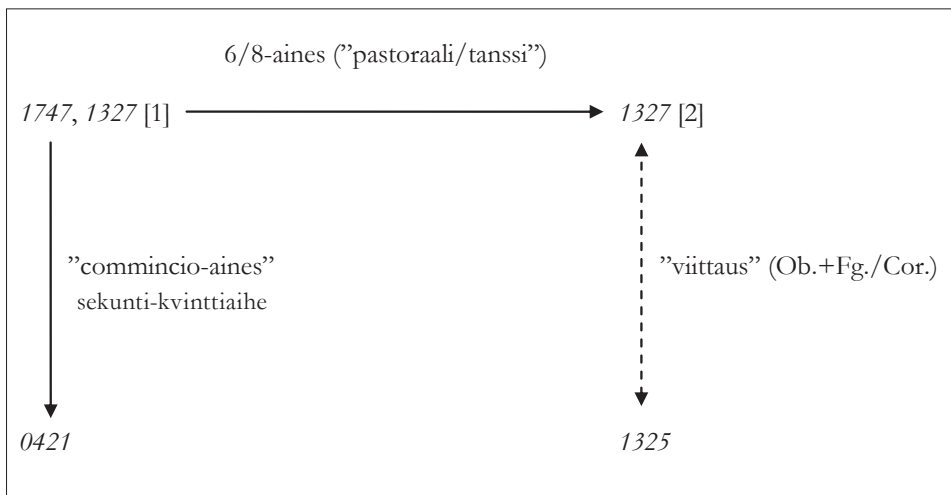 6/8-aines (”pastoraali/tanssi”)
1747, 1327 [1]
1327 [2]
”commincio-aines”
sekunti-kvinttiaihe
”viittaus” (Ob.+Fg./Cor.)
0421
1325